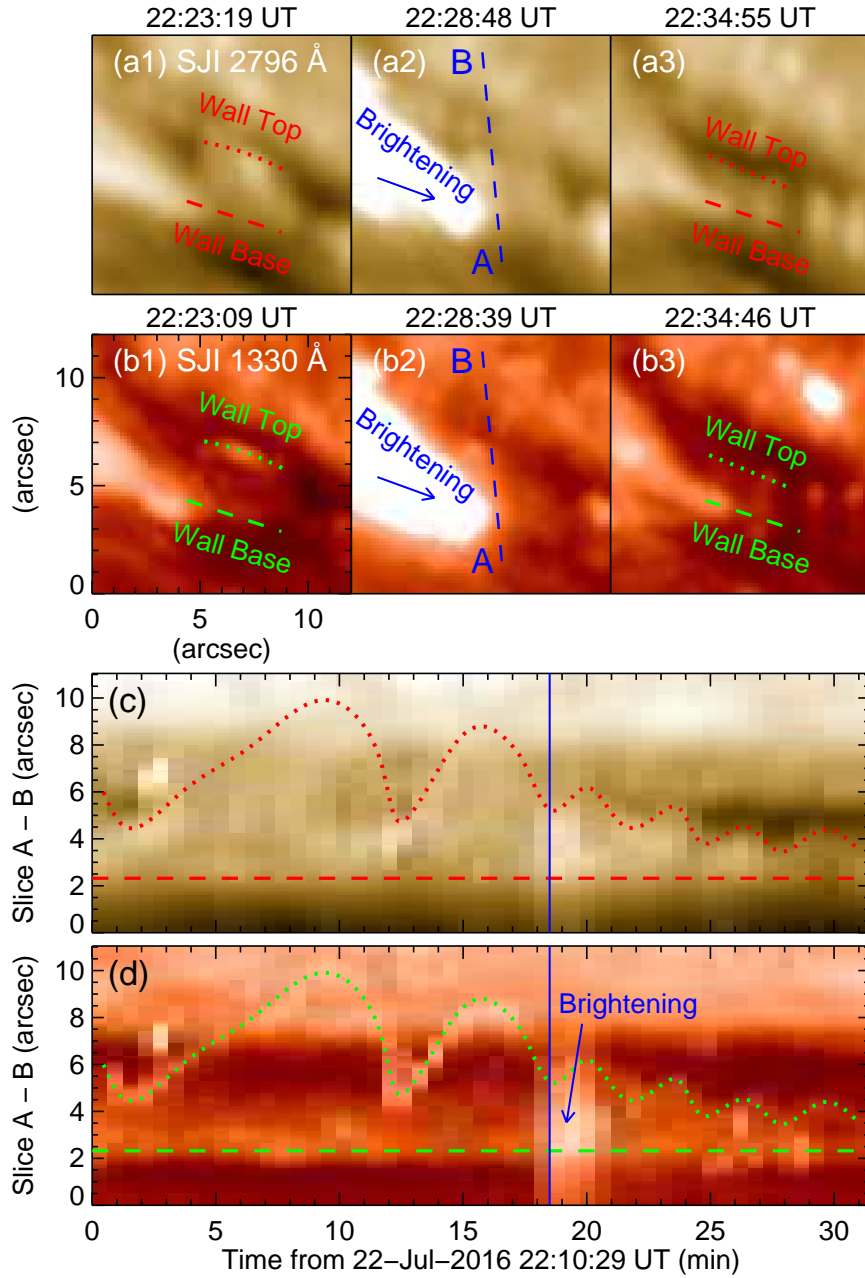 22:23:19 UT 22:28:48 UT 22:34:55 UT
(a1) SJI 2796 Å (a2) B (a3)
Wall Top Brightening Wall Top
Wall Base A Wall Base
22:23:09 UT 22:28:39 UT 22:34:46 UT
(b1) SJI 1330 Å (b2) B (b3)
Wall Top Brightening Wall Top
Wall Base A Wall Base
(arcsec)
10
5
0
0 5 10
(arcsec)
(c)
Slice A − B (arcsec)
10
8
6
4
2
0
(d)
Brightening
Slice A − B (arcsec)
10
8
6
4
2
0
0 5 10 15 20 25 30
Time from 22−Jul−2016 22:10:29 UT (min)